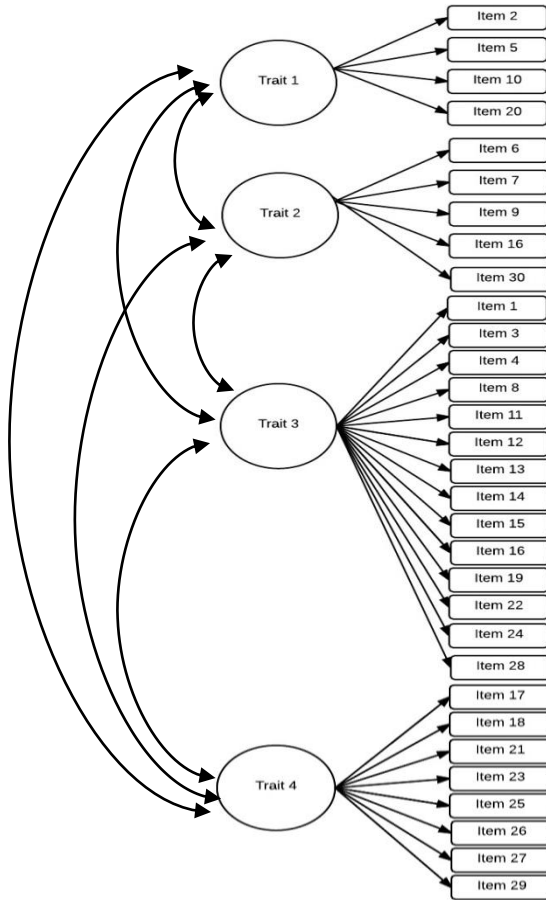 Item 2
Item 5
Trait 1
Item 10
Item 20
Item 6
Item 7
Trait 2
Item 9
Item 16
Item 30
Item 1
Item 3
Item 4
Item 8
Item 11
Trait 3
Item 12
Item 13
Item 14
Item 15
Item 16
Item 19
Item 22
Item 24
Item 28
Item 17
Item 18
Item 21
Item 23
Trait 4
Item 25
Item 26
Item 27
Item 29